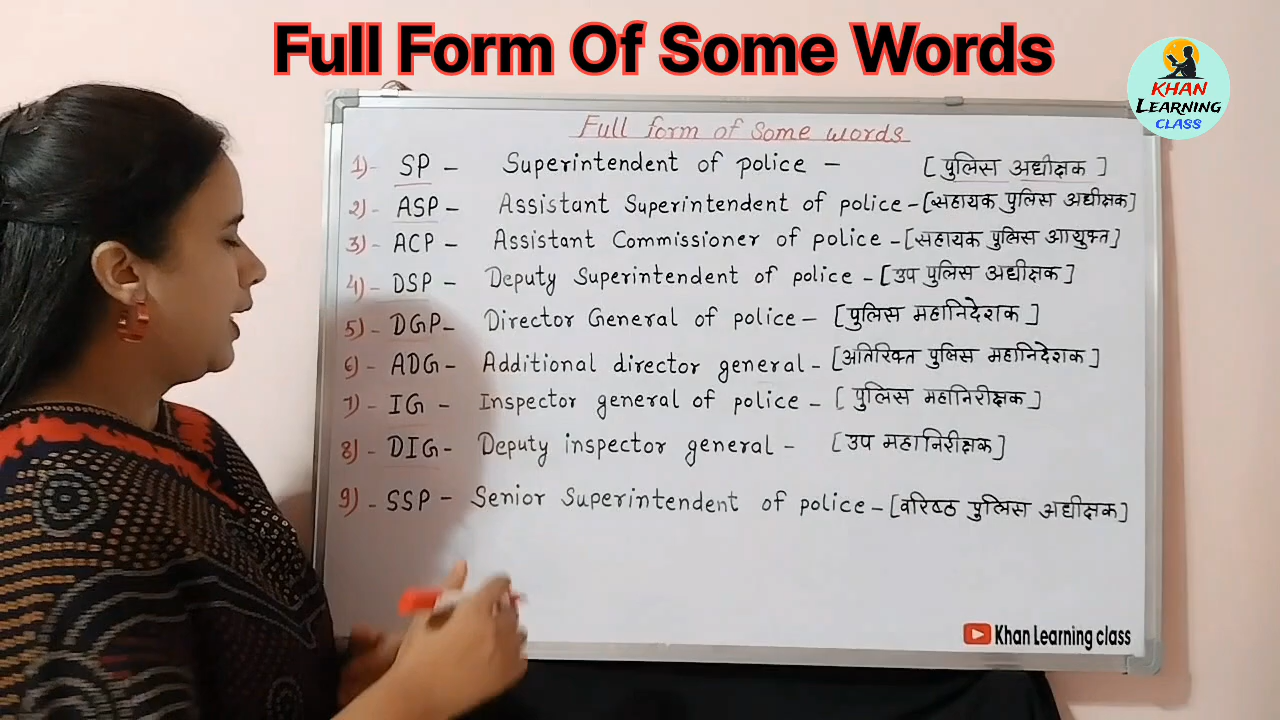 Full Form Of Some Words
KHAN
LEARNING
CLASS
Full form of Some words
1)- SP - Superintendent of police - [पुलिस अधीक्षक]
2)- ASP - Assistant Superintendent of police - [सहायक पुलिस अधीक्षक]
3)- ACP - Assistant Commissioner of police - [सहायक पुलिस आयुक्त]
4)- DSP - Deputy Superintendent of police - [उप पुलिस अधीक्षक]
5)- DGP - Director General of police - [पुलिस महानिदेशक]
6)- ADG - Additional director general - [अतिरिक्त पुलिस महानिदेशक]
7)- IG - Inspector general of police - [पुलिस महानिरीक्षक]
8)- DIG - Deputy inspector general - [उप महानिरीक्षक]
9)- SSP - Senior Superintendent of police - [वरिष्ठ पुलिस अधीक्षक]
Khan Learning class